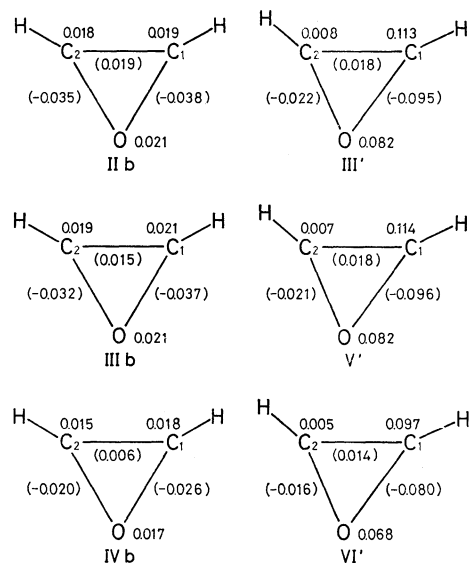 H 0.018 0.019 H
C₂ (0.019) C₁
(-0.035) (-0.038)
O 0.021
II b
H 0.008 0.113 H
C₂ (0.018) C₁
(-0.022) (-0.095)
O 0.082
III'
H 0.019 0.021 H
C₂ (0.015) C₁
(-0.032) (-0.037)
O 0.021
III b
H 0.007 0.114 H
C₂ (0.018) C₁
(-0.021) (-0.096)
O 0.082
V'
H 0.015 0.018 H
C₂ (0.006) C₁
(-0.020) (-0.026)
O 0.017
IV b
H 0.005 0.097 H
C₂ (0.014) C₁
(-0.016) (-0.080)
O 0.068
VI'